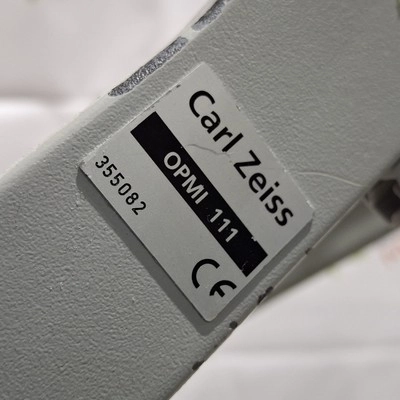 Carl Zeiss
OPMI 111
355082
CE